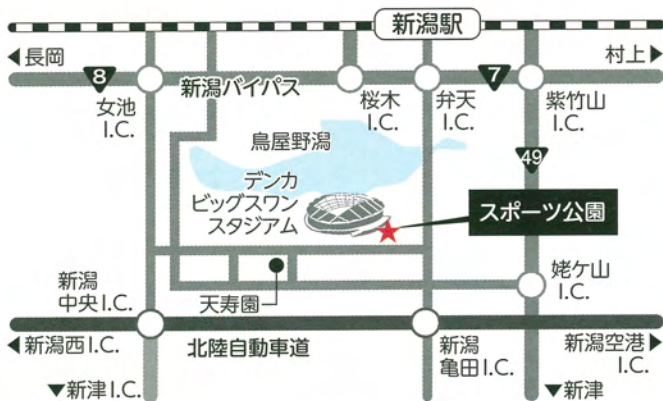 新潟駅
長岡
村上
8
新潟バイパス
7
女池
I.C.
桜木
I.C.
弁天
I.C.
紫竹山
I.C.
鳥屋野潟
49
デンカ
ビッグスワン
スタジアム
スポーツ公園
新潟
中央I.C.
天寿園
姥ケ山
I.C.
新潟西I.C.
北陸自動車道
新潟
亀田I.C.
新潟空港
I.C.
新津I.C.
新津